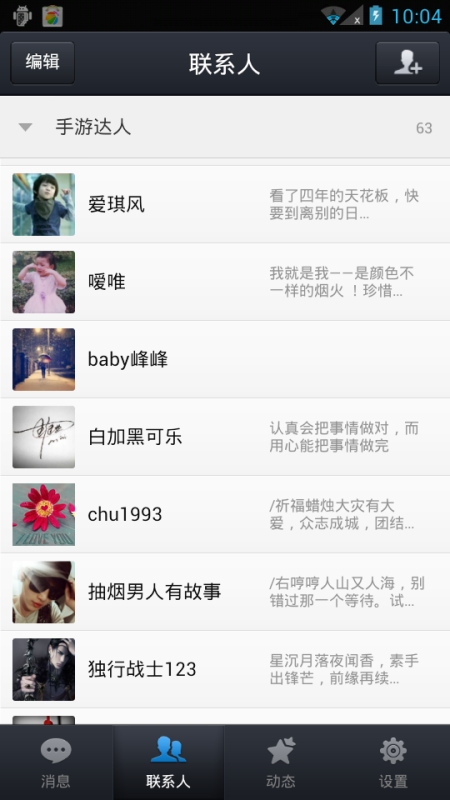 10:04
编辑
联系人
手游达人
63
爱琪风
看了四年的天花板，快
要到离别的日...
嗳唯
我就是我——是颜色不
一样的烟火 ！珍惜...
baby峰峰
白加黑可乐
认真会把事情做对，而
用心能把事情做完
chu1993
/祈福蜡烛大灾有大
爱，众志成城，团结...
I LOVE YOU
抽烟男人有故事
/右哼哼人山又人海，别
错过那一个等待。试...
独行战士123
星沉月落夜闻香，素手
出锋芒，前缘再续...
消息
联系人
动态
设置